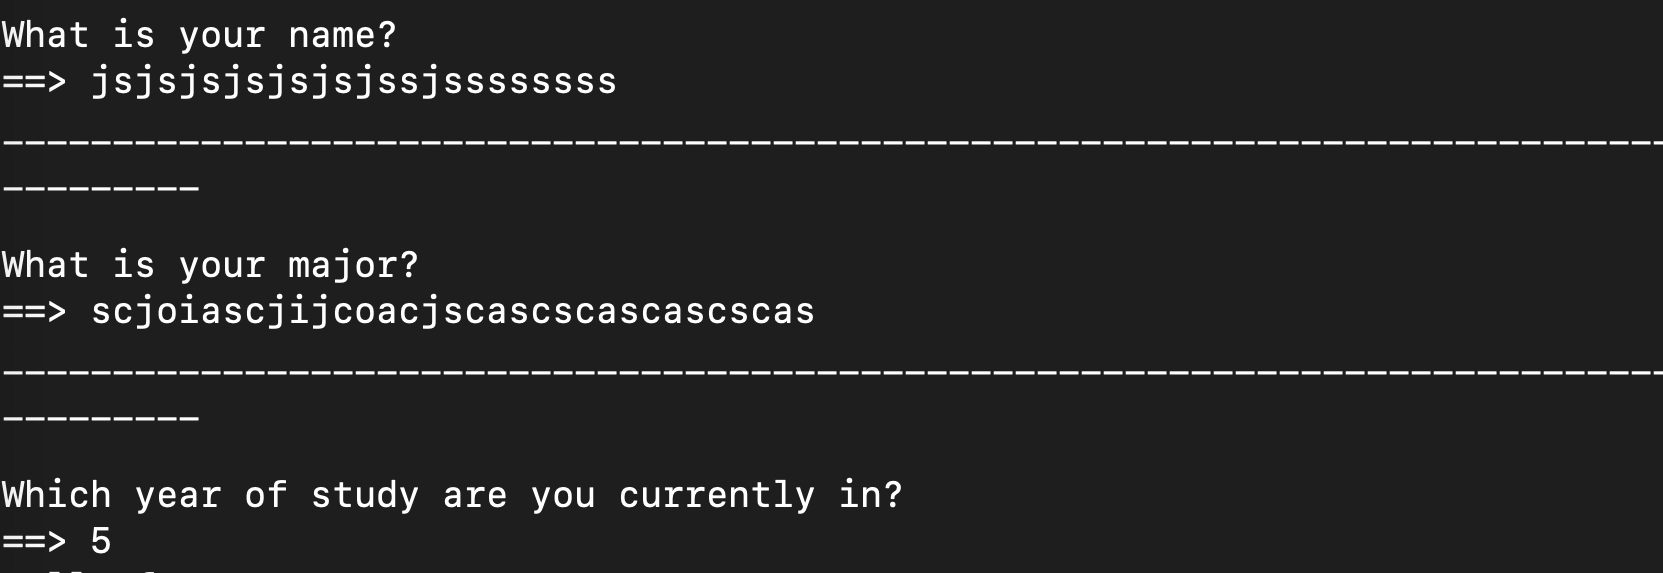 What is your name?
==> jsjsjsjsjsjsjssjssssssss
----------------------------------------------------------------------------
---------
What is your major?
==> scjoiascjijcoacjscascscascascscas
----------------------------------------------------------------------------
---------
Which year of study are you currently in?
==> 5